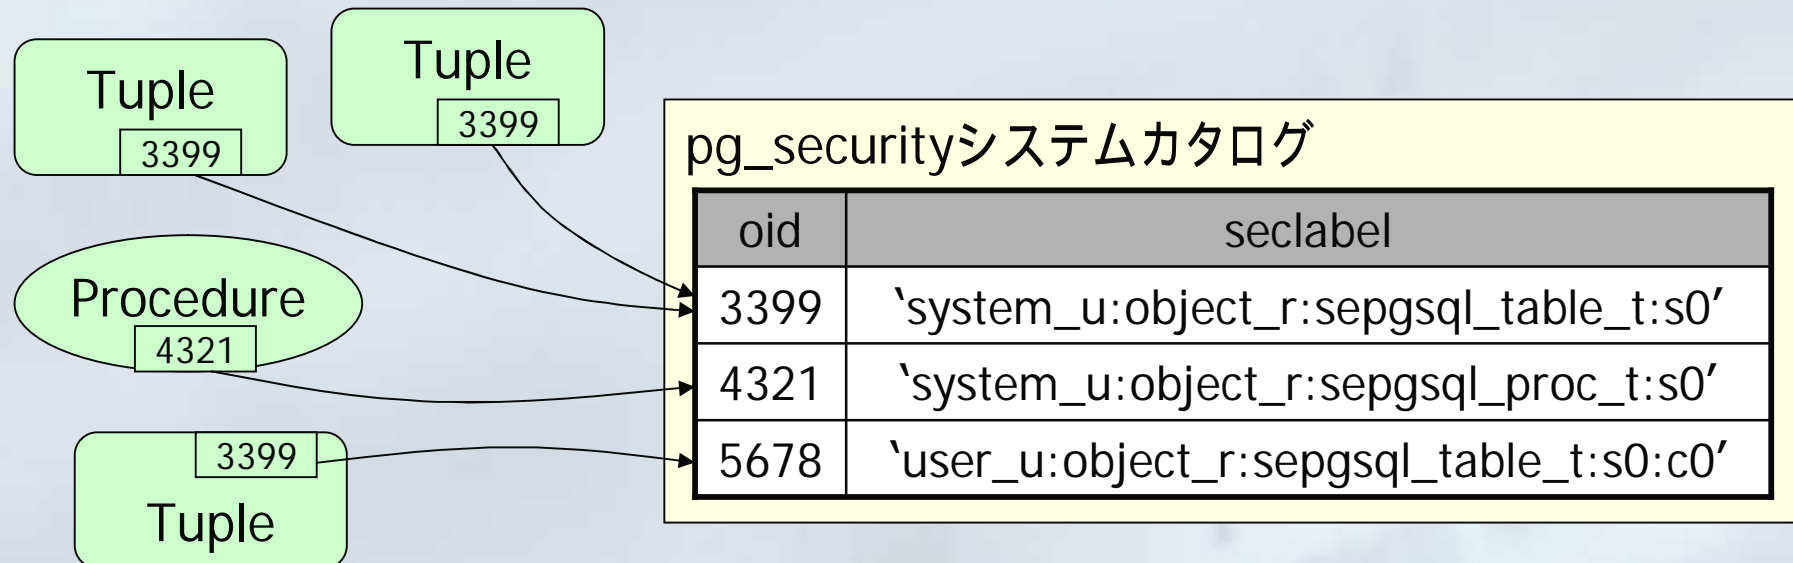 Tuple
3399
Tuple
3399
Procedure
4321
3399
Tuple
pg_securityシステムカタログ
oid seclabel
3399 ‘system_u:object_r:sepgsql_table_t:s0’
4321 ‘system_u:object_r:sepgsql_proc_t:s0’
5678 ‘user_u:object_r:sepgsql_table_t:s0:c0’